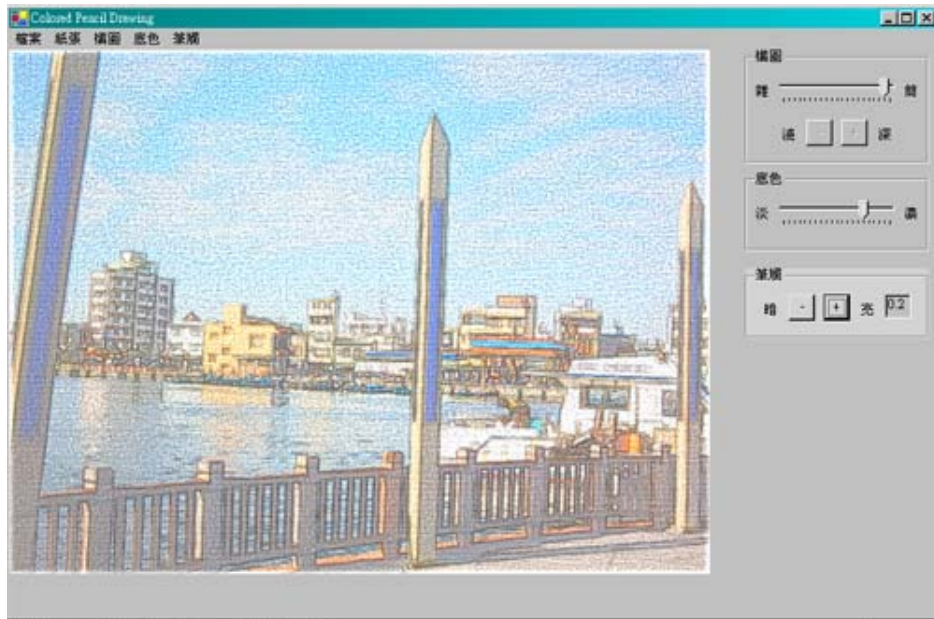 Colored Pencil Drawing
檔案 紙張 構圖 底色 筆觸
構圖
雜 簡
淺 - + 深
底色
淡 濃
筆觸
暗 - + 亮 0.2